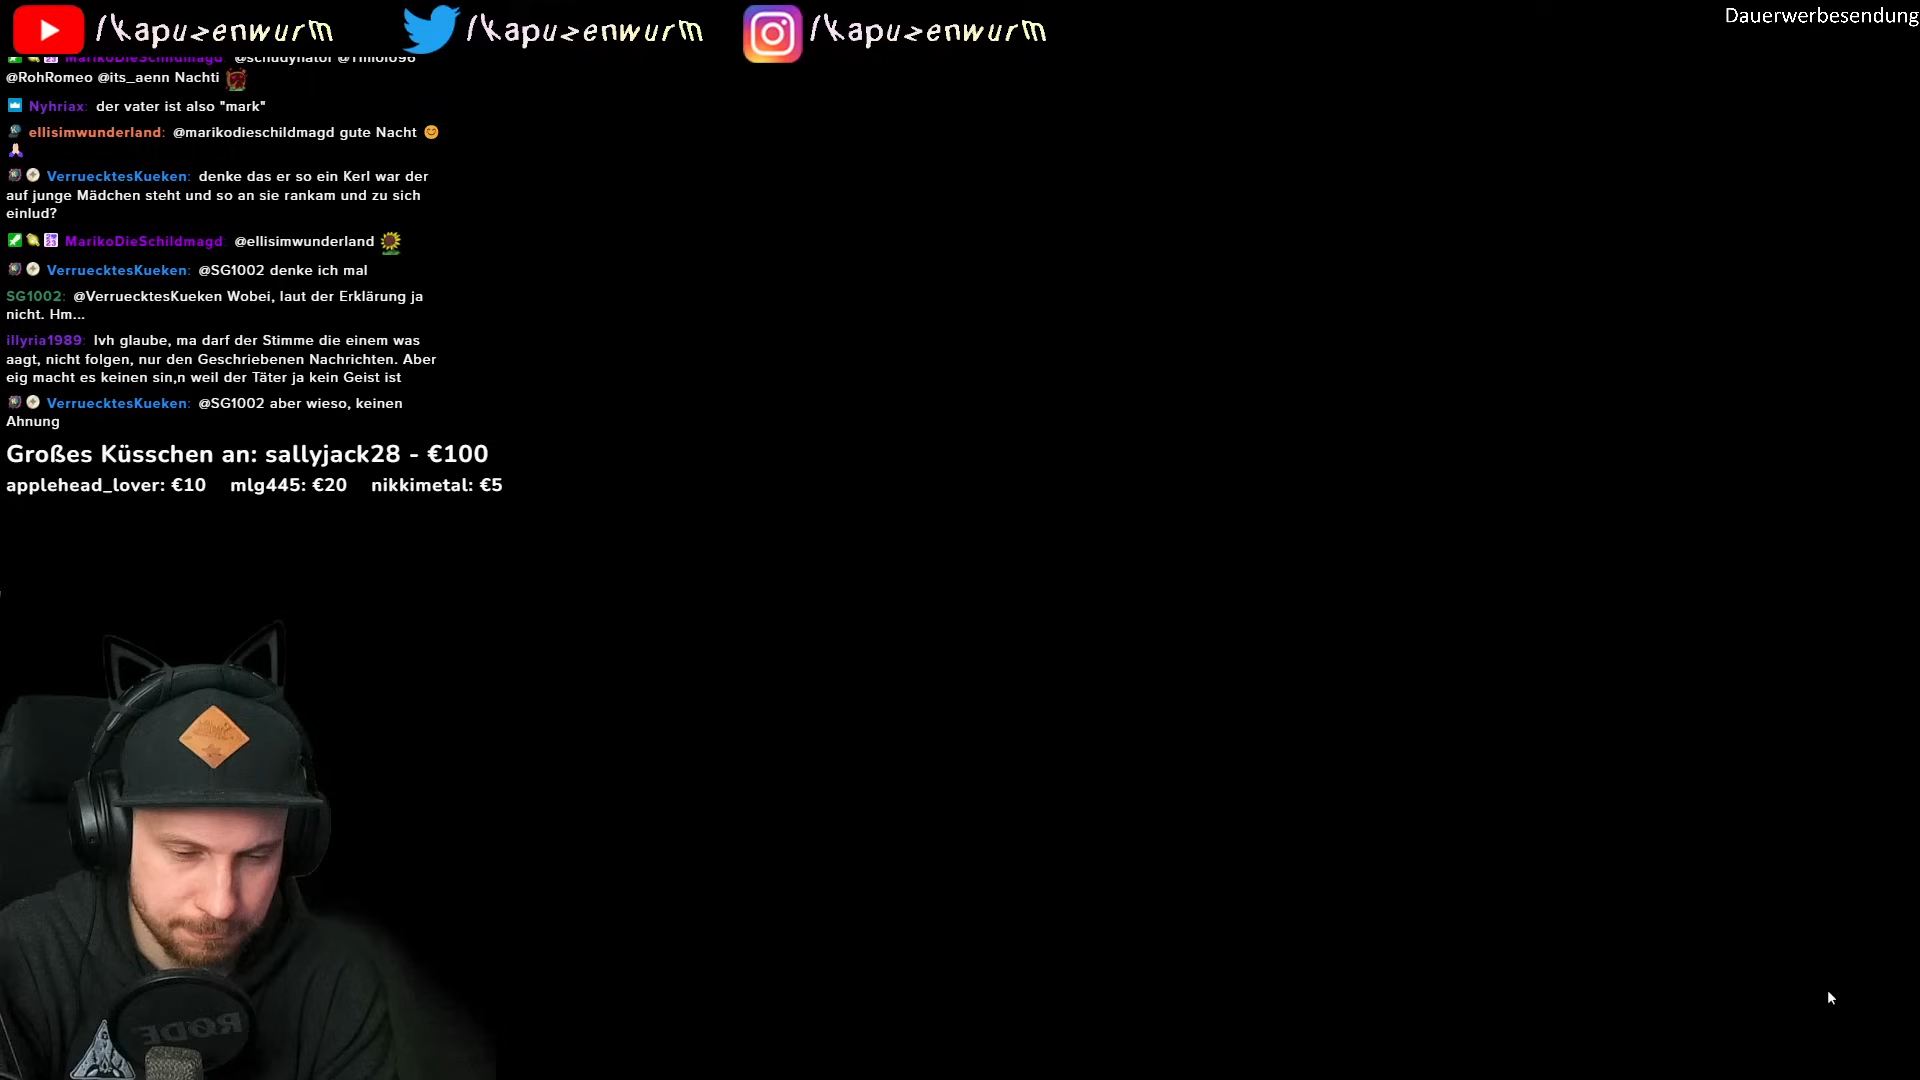 /kapuzenwurm /kapuzenwurm /kapuzenwurm
Dauerwerbesendung
MarikoDieSchildmagd: @schudynator
@RohRomeo @its_aenn Nachti
Nyhriax: der vater ist also "mark"
ellisimwunderland: @marikodieschildmagd gute Nacht
VerruecktesKueken: denke das er so ein Kerl war der
auf junge Mädchen steht und so an sie rankam und zu sich
einlud?
MarikoDieSchildmagd: @ellisimwunderland
VerruecktesKueken: @SG1002 denke ich mal
SG1002: @VerruecktesKueken Wobei, laut der Erklärung ja
nicht. Hm...
illyria1989: Ivh glaube, ma darf der Stimme die einem was
aagt, nicht folgen, nur den Geschriebenen Nachrichten. Aber
eig macht es keinen sin,n weil der Täter ja kein Geist ist
VerruecktesKueken: @SG1002 aber wieso, keinen
Ahnung
Großes Küsschen an: sallyjack28 - €100
applehead_lover: €10 mlg445: €20 nikkimetal: €5
RØDE